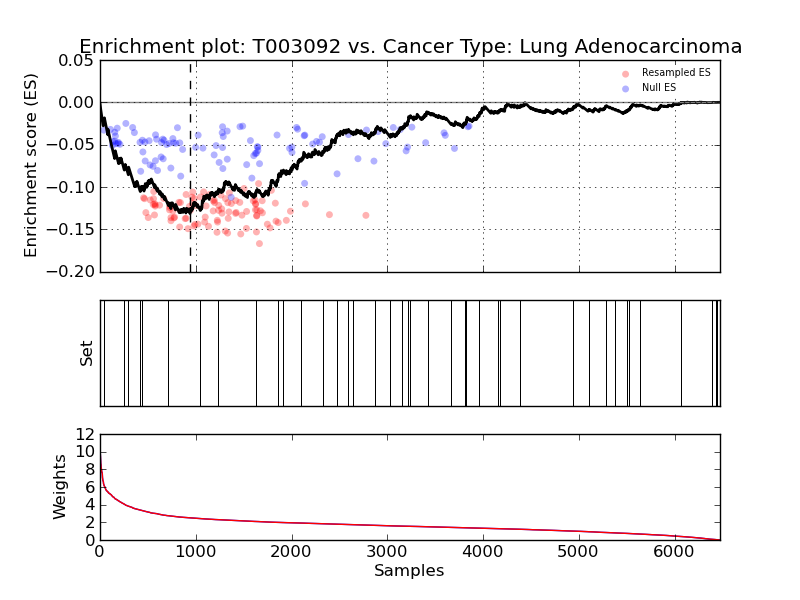 Enrichment plot: T003092 vs. Cancer Type: Lung Adenocarcinoma
Enrichment score (ES)
0.05
0.00
−0.05
−0.10
−0.15
−0.20
Resampled ES
Null ES
Set
Weights
12
10
8
6
4
2
0
0 1000 2000 3000 4000 5000 6000
Samples